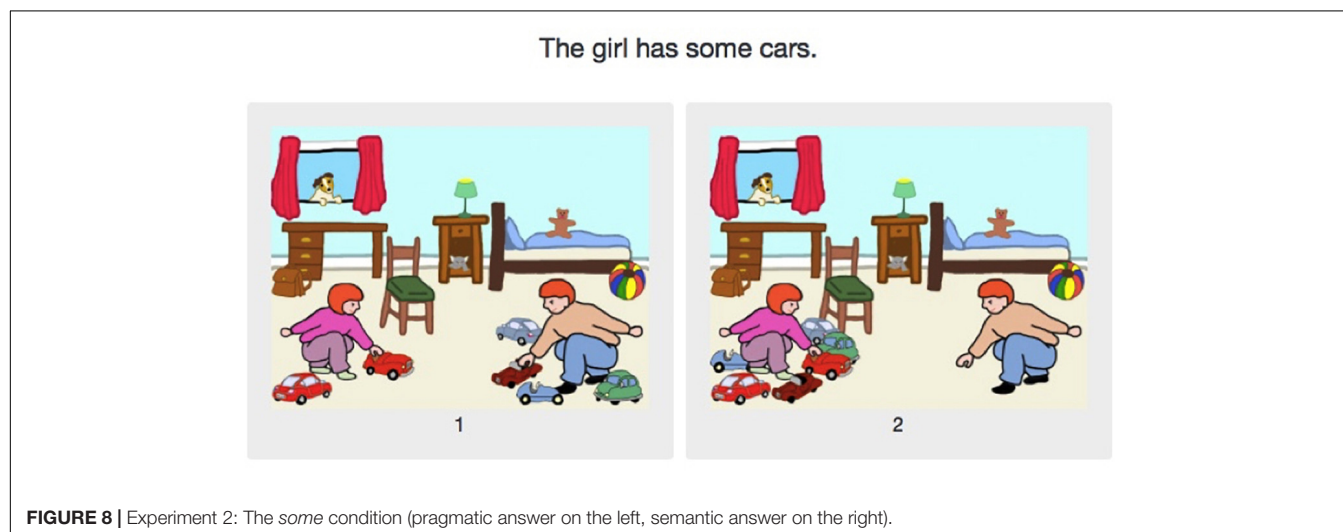 The girl has some cars.
1
2
FIGURE 8 | Experiment 2: The some condition (pragmatic answer on the left, semantic answer on the right).